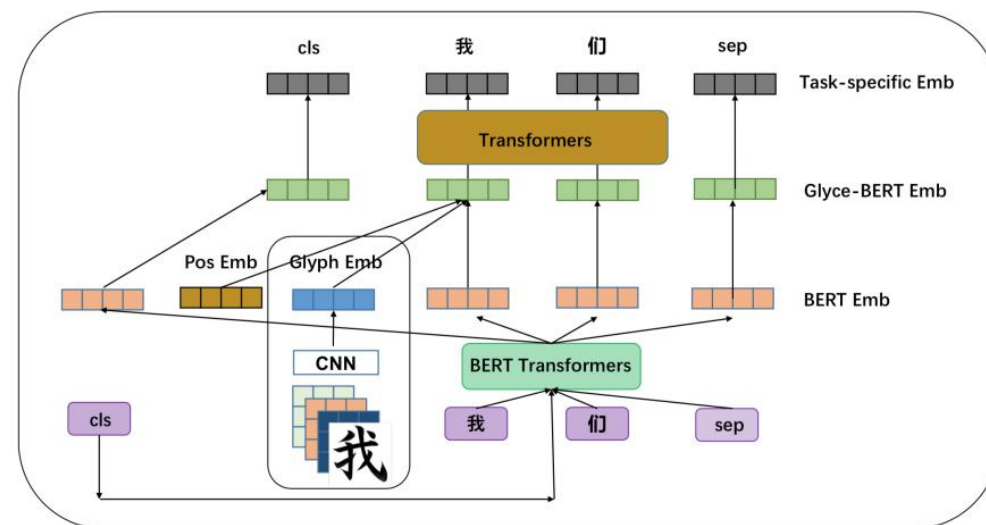 cls 我 们 sep
Task-specific Emb
Transformers
Glyce-BERT Emb
Pos Emb Glyph Emb
BERT Emb
CNN
BERT Transformers
cls 我 们 sep
我